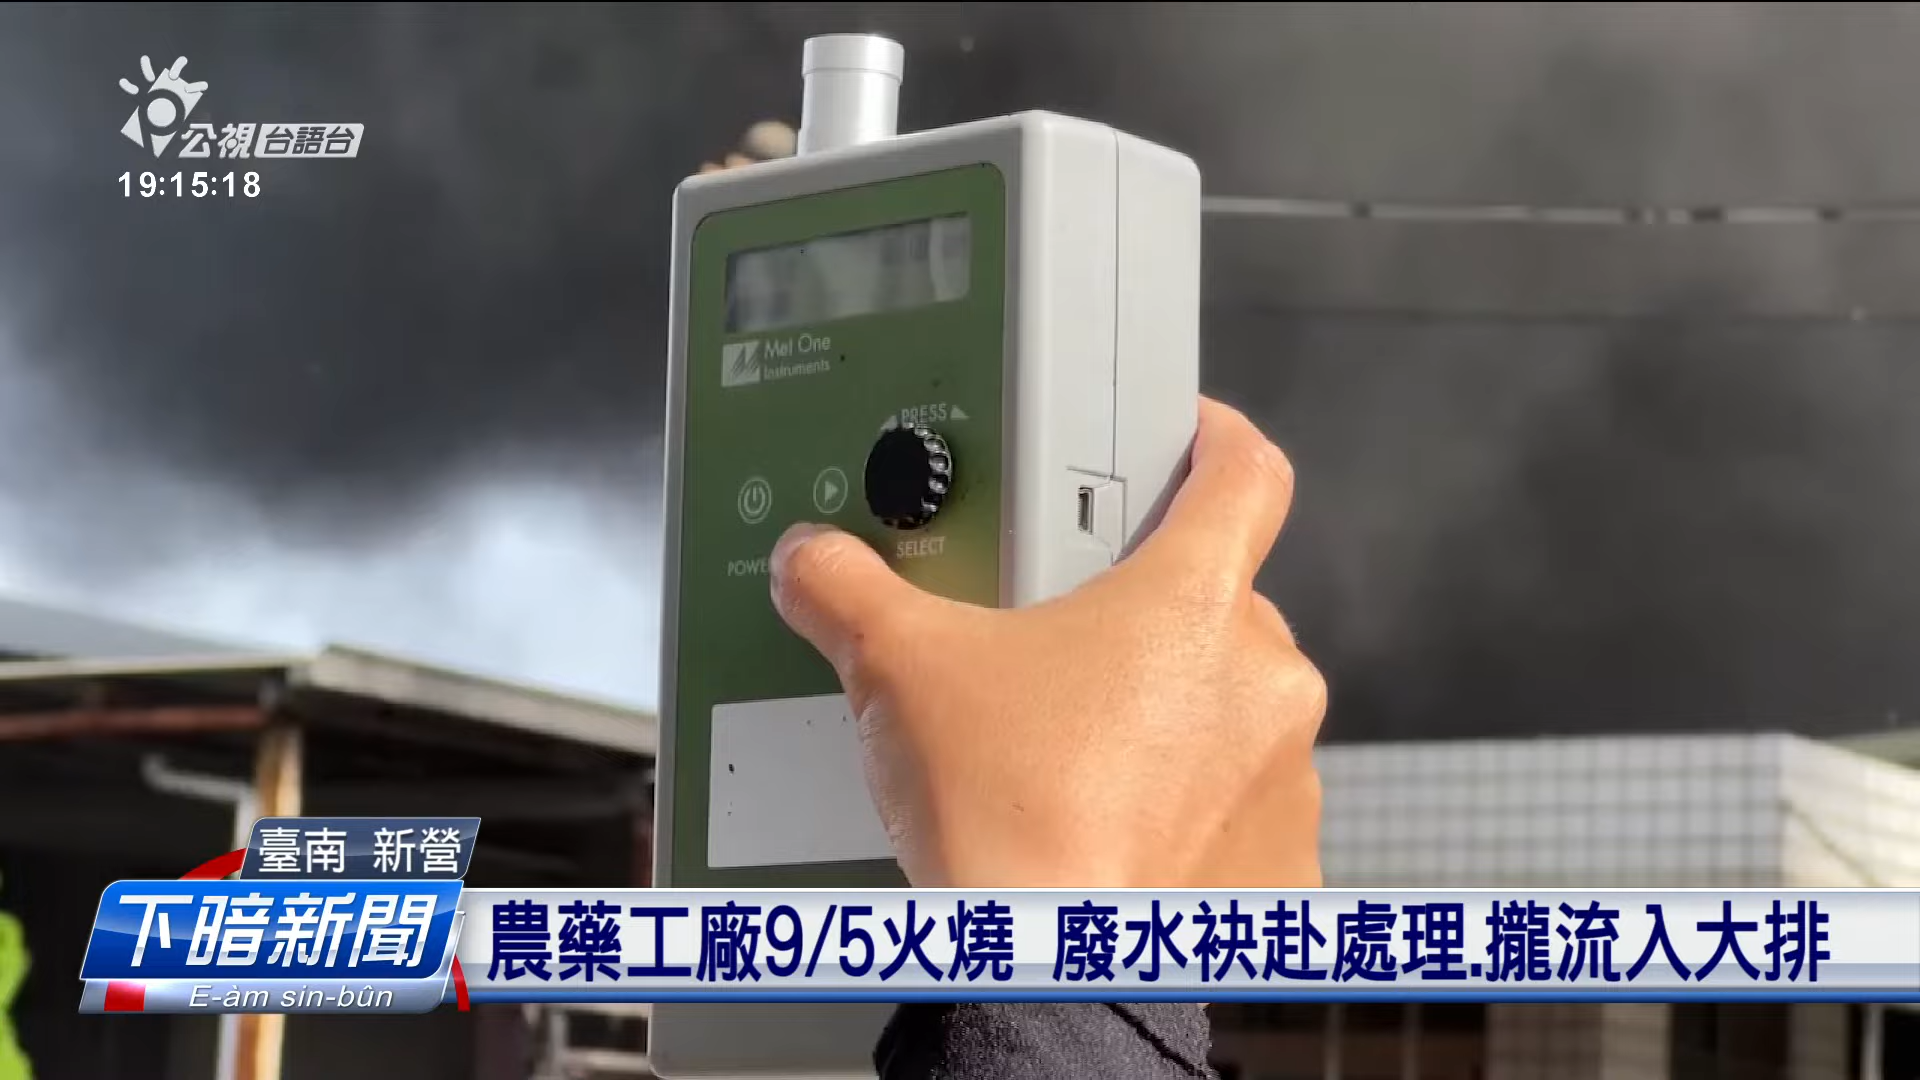 公視台語台
19:15:18
Met One
Instruments
PRESS
SELECT
POWE
臺南 新營
下暗新聞
E-àm sin-bûn
農藥工廠9/5火燒 廢水袂赴處理.攏流入大排